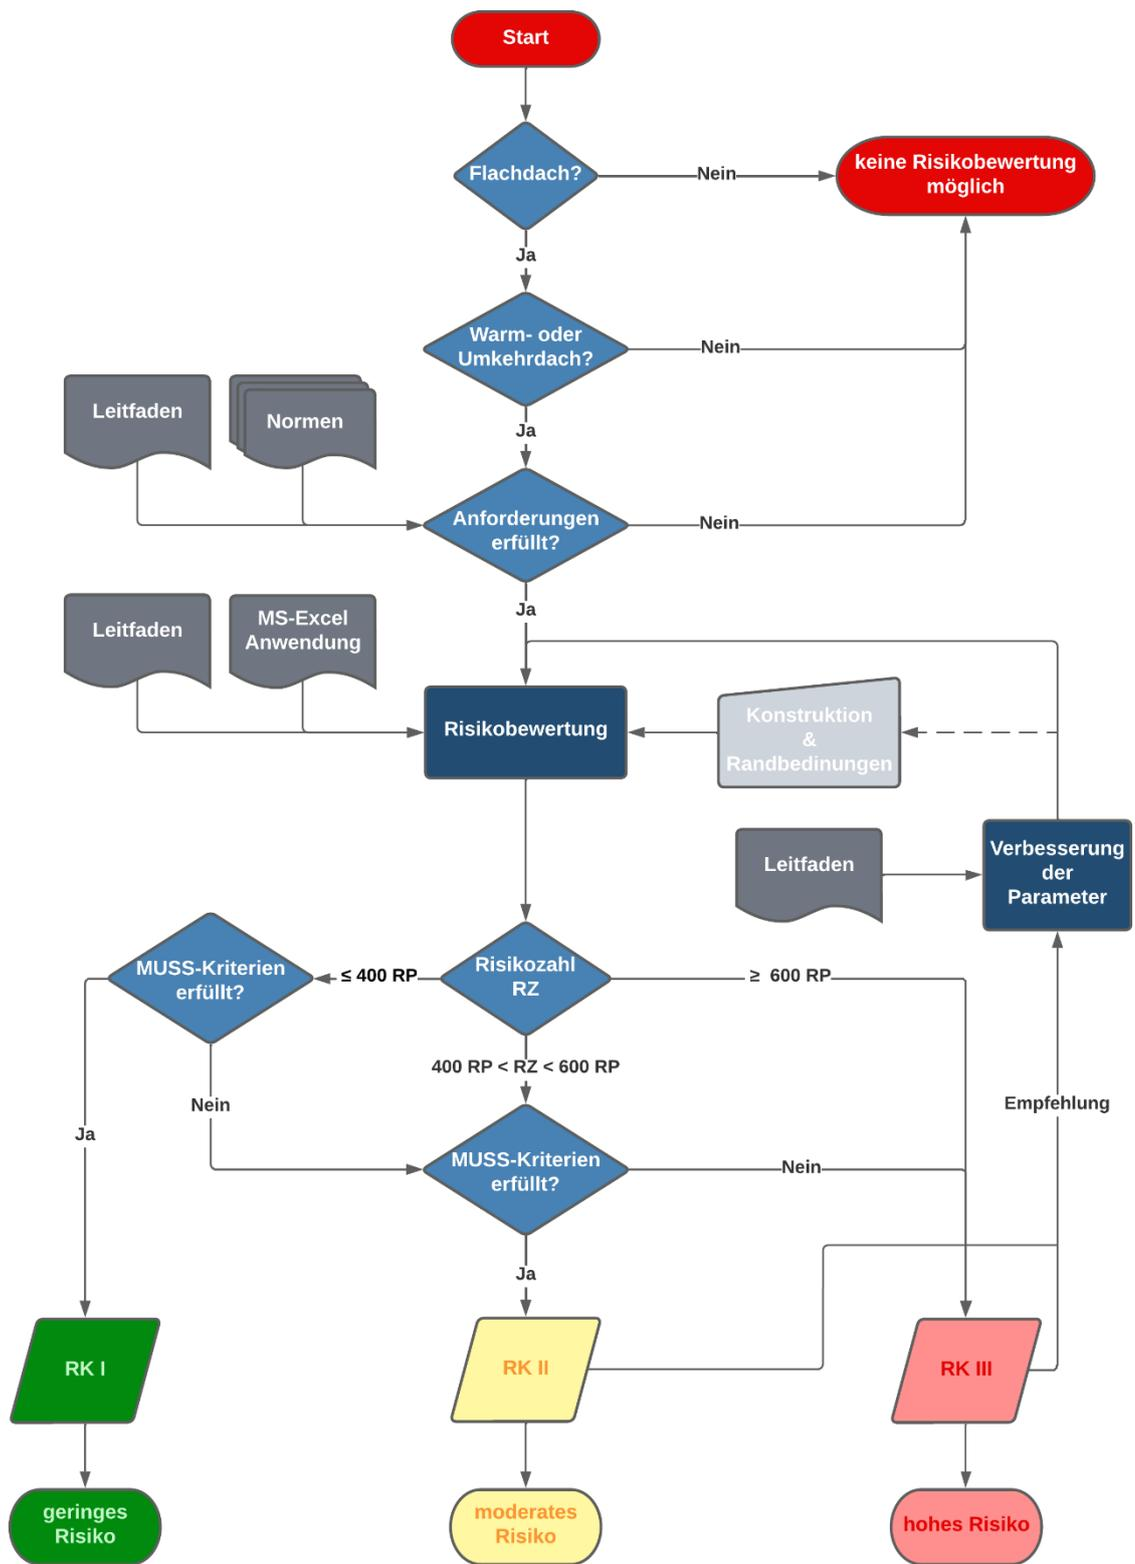 Start
Flachdach?
Nein
keine Risikobewertung
möglich
Ja
Warm- oder
Umkehrdach?
Nein
Ja
Leitfaden
Normen
Anforderungen
erfüllt?
Nein
Ja
Leitfaden
MS-Excel
Anwendung
Risikobewertung
Konstruktion
&
Randbedinungen
Leitfaden
Verbesserung
der
Parameter
MUSS-Kriterien
erfüllt?
≤ 400 RP
Risikozahl
RZ
≥ 600 RP
400 RP < RZ < 600 RP
Nein
Ja
Empfehlung
MUSS-Kriterien
erfüllt?
Nein
Ja
RK I
RK II
RK III
geringes
Risiko
moderates
Risiko
hohes Risiko